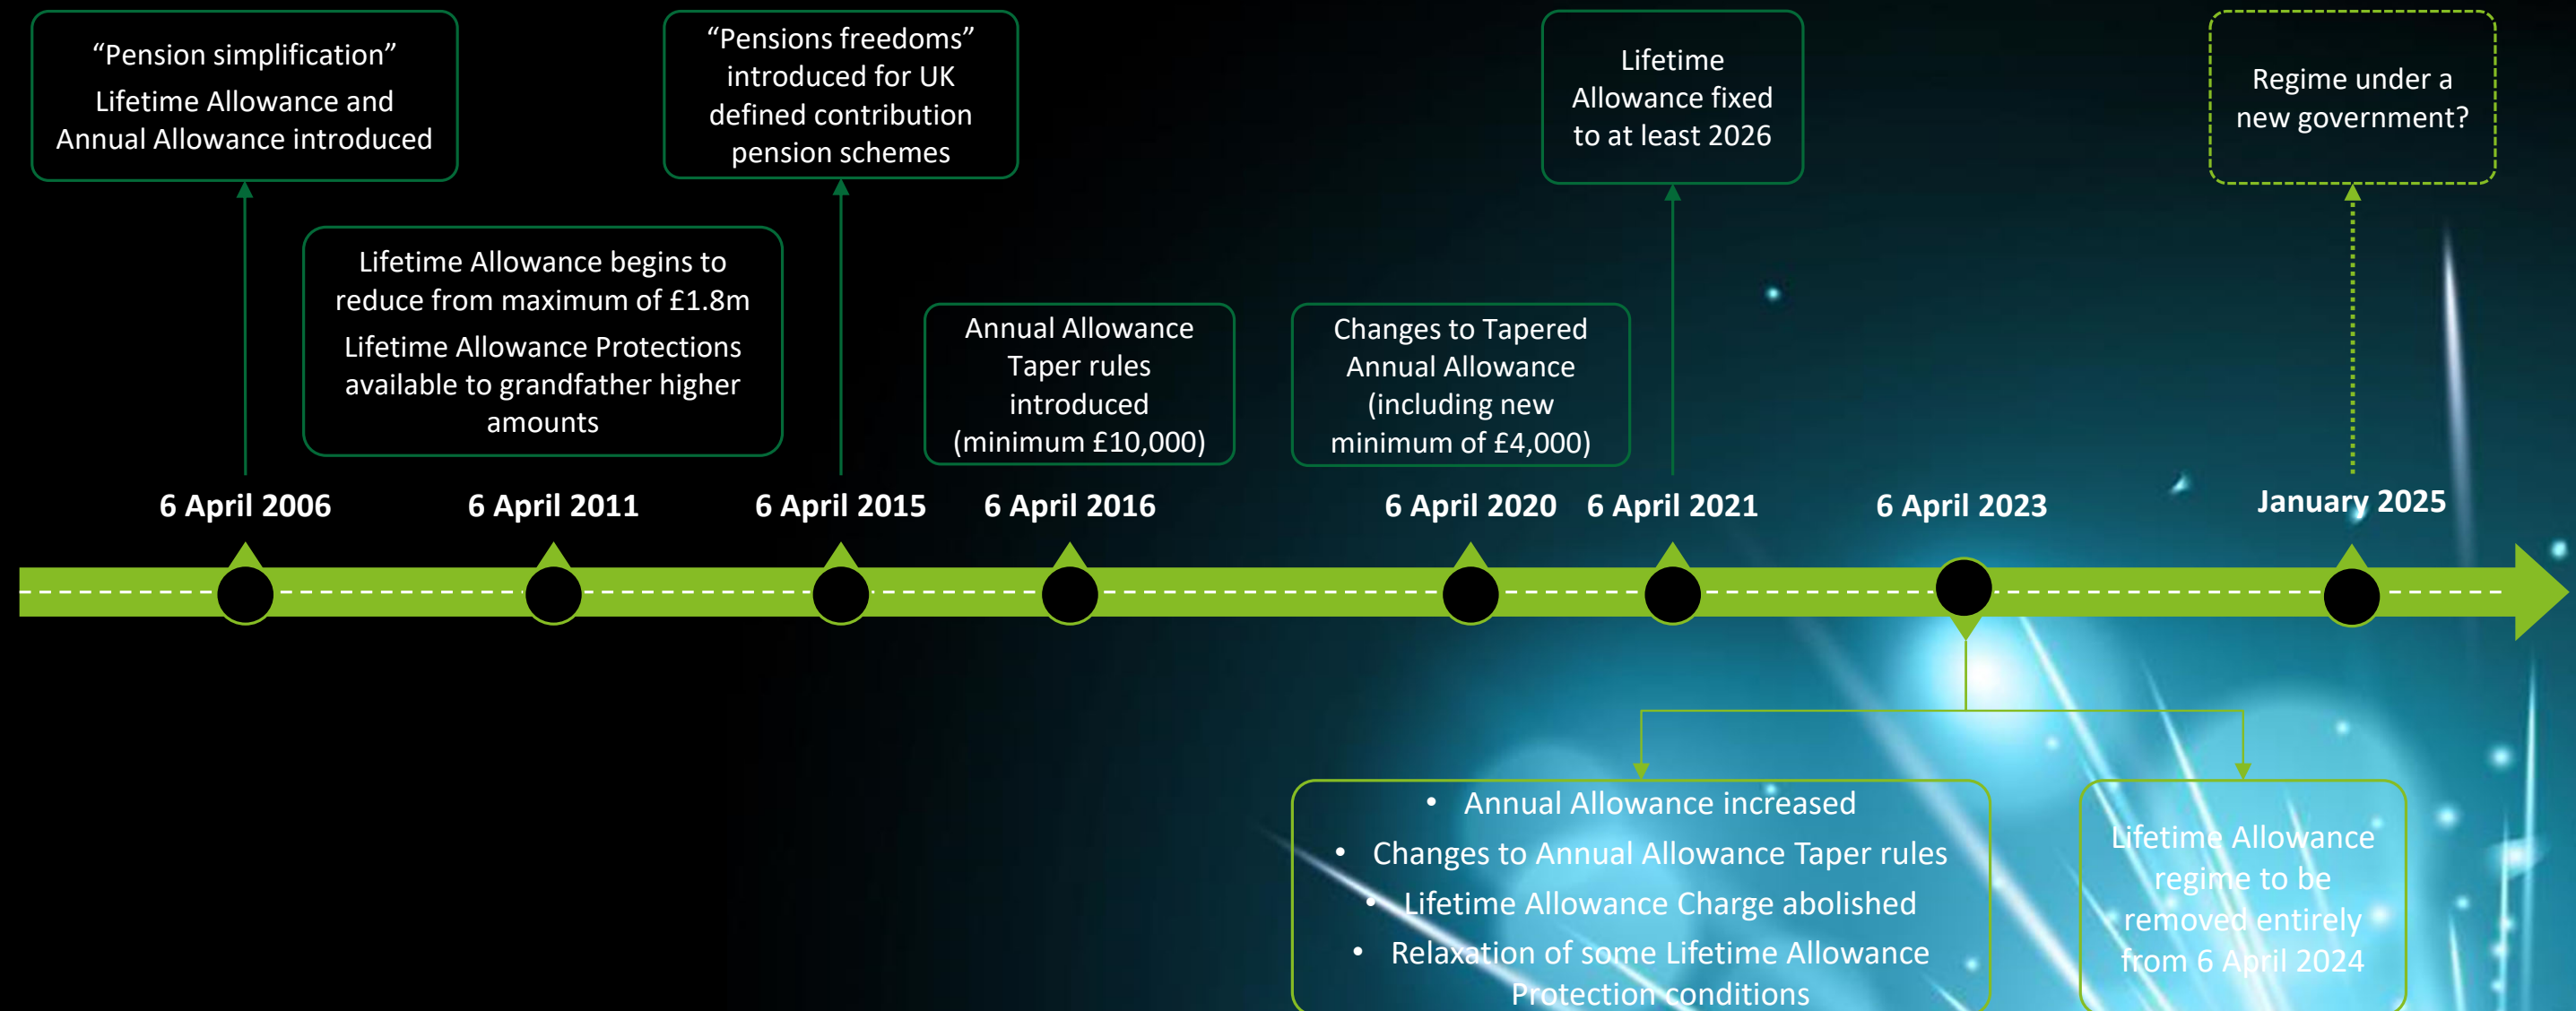 “Pension simplification”
Lifetime Allowance and
Annual Allowance introduced
“Pensions freedoms”
introduced for UK
defined contribution
pension schemes
Lifetime
Allowance fixed
to at least 2026
Regime under a
new government?
Lifetime Allowance begins to
reduce from maximum of £1.8m
Lifetime Allowance Protections
available to grandfather higher
amounts
Annual Allowance
Taper rules
introduced
(minimum £10,000)
Changes to Tapered
Annual Allowance
(including new
minimum of £4,000)
6 April 2006
6 April 2011
6 April 2015
6 April 2016
6 April 2020
6 April 2021
6 April 2023
January 2025
• Annual Allowance increased
• Changes to Annual Allowance Taper rules
• Lifetime Allowance Charge abolished
• Relaxation of some Lifetime Allowance
Protection conditions
Lifetime Allowance
regime to be
removed entirely
from 6 April 2024